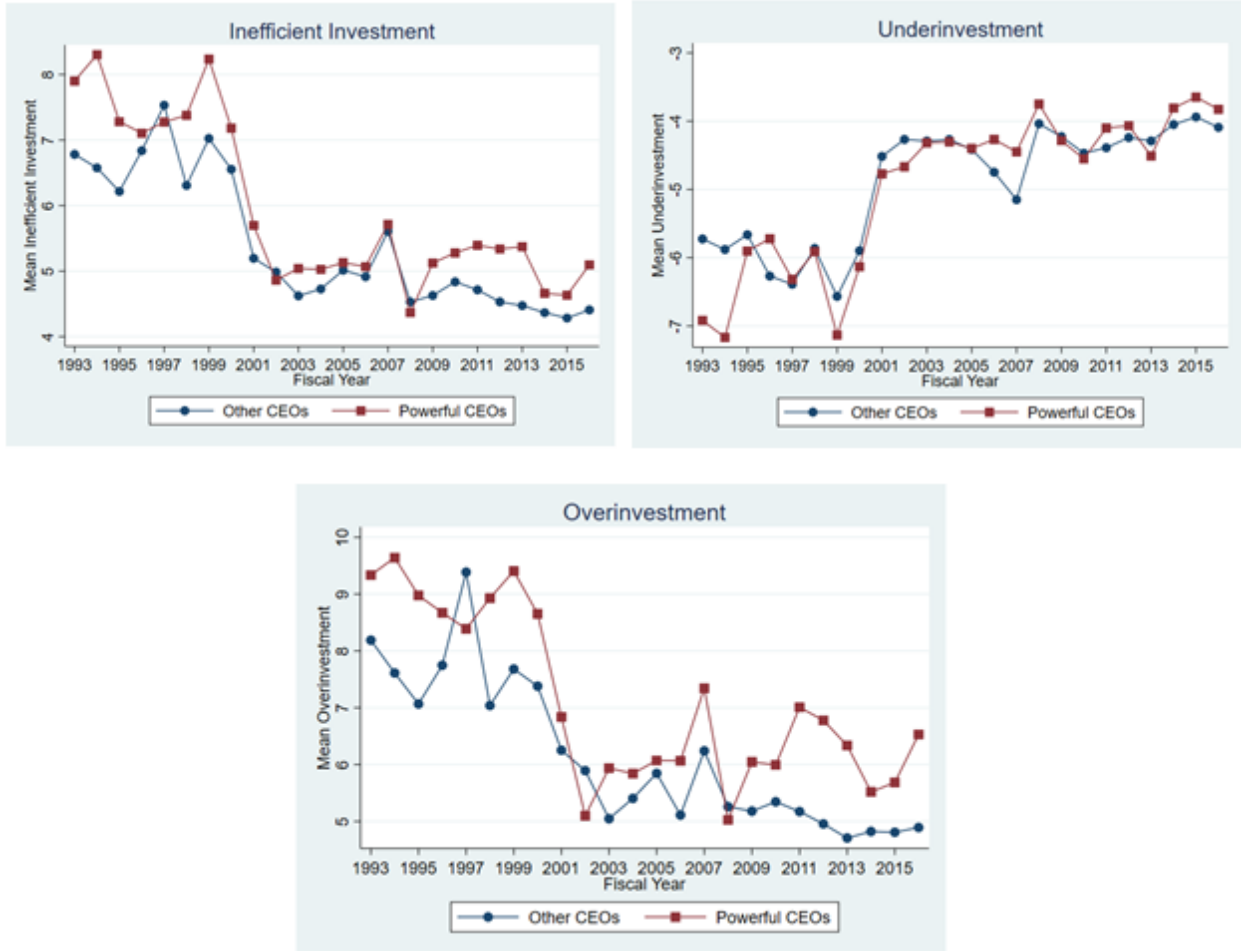 Inefficient Investment
Mean Inefficient Investment
8
7
6
5
4
1993 1995 1997 1999 2001 2003 2005 2007 2009 2011 2013 2015
Fiscal Year
Other CEOs Powerful CEOs
Underinvestment
Mean Underinvestment
-3
-4
-5
-6
-7
1993 1995 1997 1999 2001 2003 2005 2007 2009 2011 2013 2015
Fiscal Year
Other CEOs Powerful CEOs
Overinvestment
Mean Overinvestment
10
9
8
7
6
5
1993 1995 1997 1999 2001 2003 2005 2007 2009 2011 2013 2015
Fiscal Year
Other CEOs Powerful CEOs